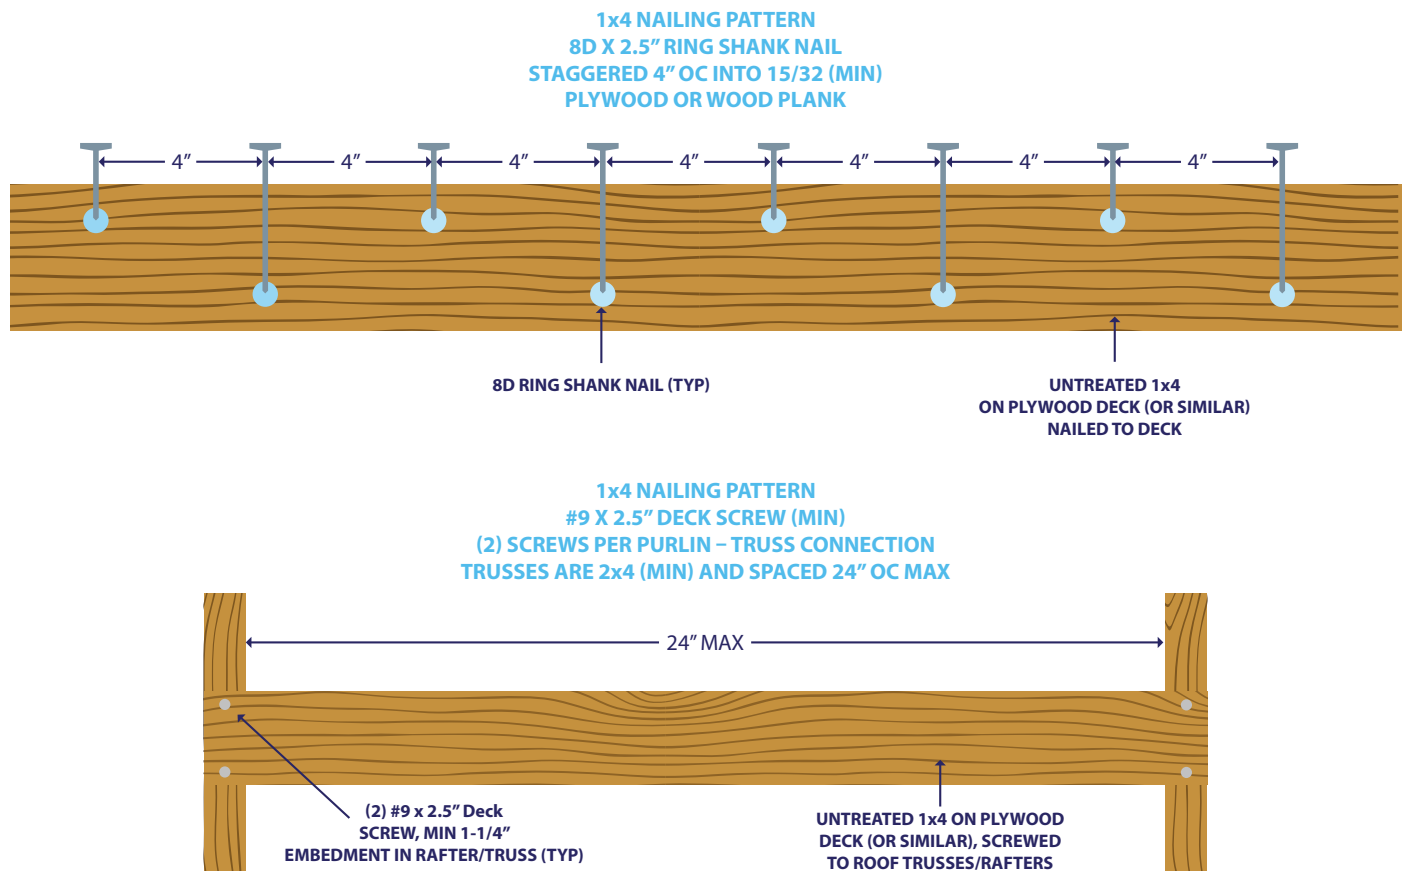 1x4 NAILING PATTERN
8D X 2.5” RING SHANK NAIL
STAGGERED 4” OC INTO 15/32 (MIN)
PLYWOOD OR WOOD PLANK
4” 4” 4” 4” 4” 4” 4”
8D RING SHANK NAIL (TYP)
UNTREATED 1x4
ON PLYWOOD DECK (OR SIMILAR)
NAILED TO DECK
1x4 NAILING PATTERN
#9 X 2.5” DECK SCREW (MIN)
(2) SCREWS PER PURLIN – TRUSS CONNECTION
TRUSSES ARE 2x4 (MIN) AND SPACED 24” OC MAX
24” MAX
(2) #9 x 2.5” Deck
SCREW, MIN 1-1/4”
EMBEDMENT IN RAFTER/TRUSS (TYP)
UNTREATED 1x4 ON PLYWOOD
DECK (OR SIMILAR), SCREWED
TO ROOF TRUSSES/RAFTERS